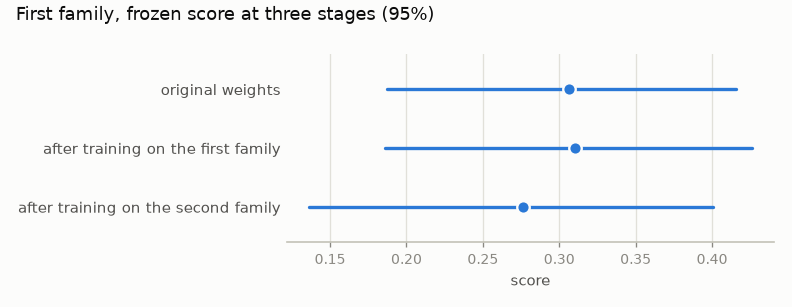 First family, frozen score at three stages (95%)
original weights
after training on the first family
after training on the second family
0.15 0.20 0.25 0.30 0.35 0.40
score